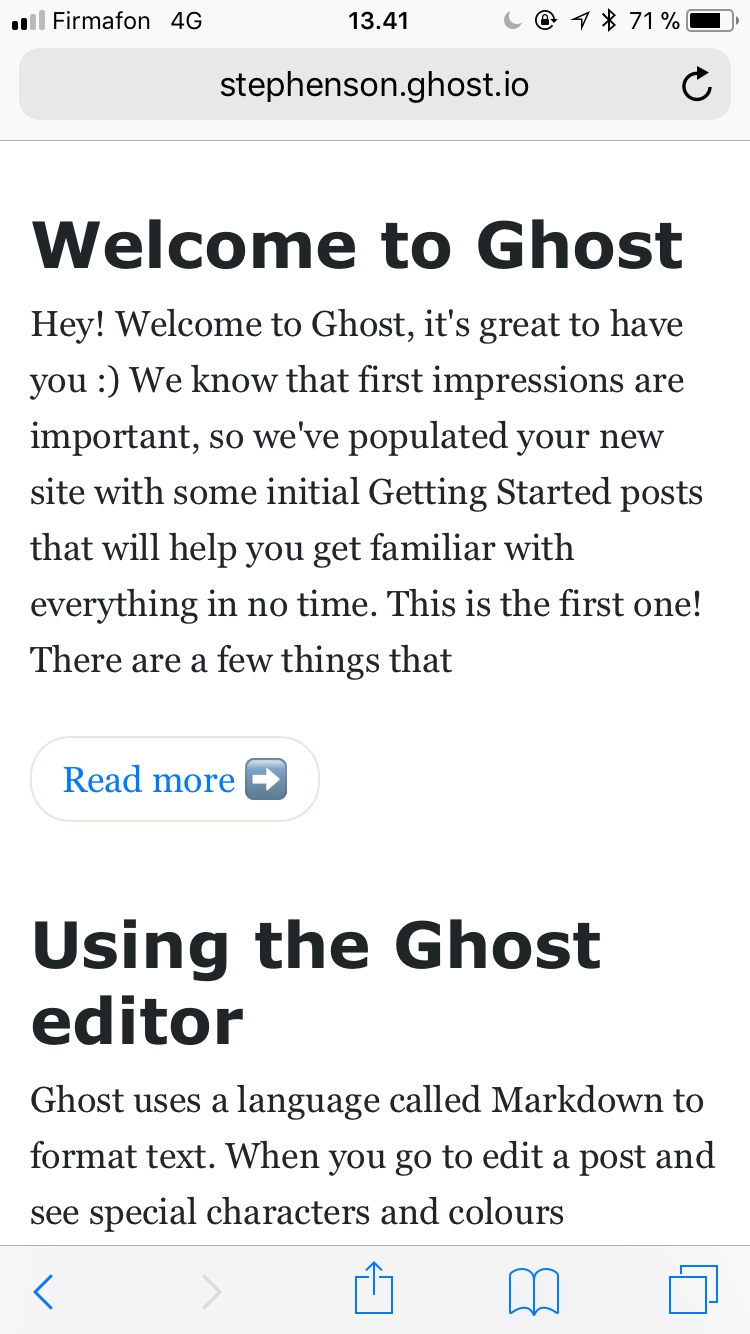 Firmafon 4G 13.41 71 %
stephenson.ghost.io
Welcome to Ghost
Hey! Welcome to Ghost, it's great to have
you :) We know that first impressions are
important, so we've populated your new
site with some initial Getting Started posts
that will help you get familiar with
everything in no time. This is the first one!
There are a few things that
Read more ➡️
Using the Ghost
editor
Ghost uses a language called Markdown to
format text. When you go to edit a post and
see special characters and colours